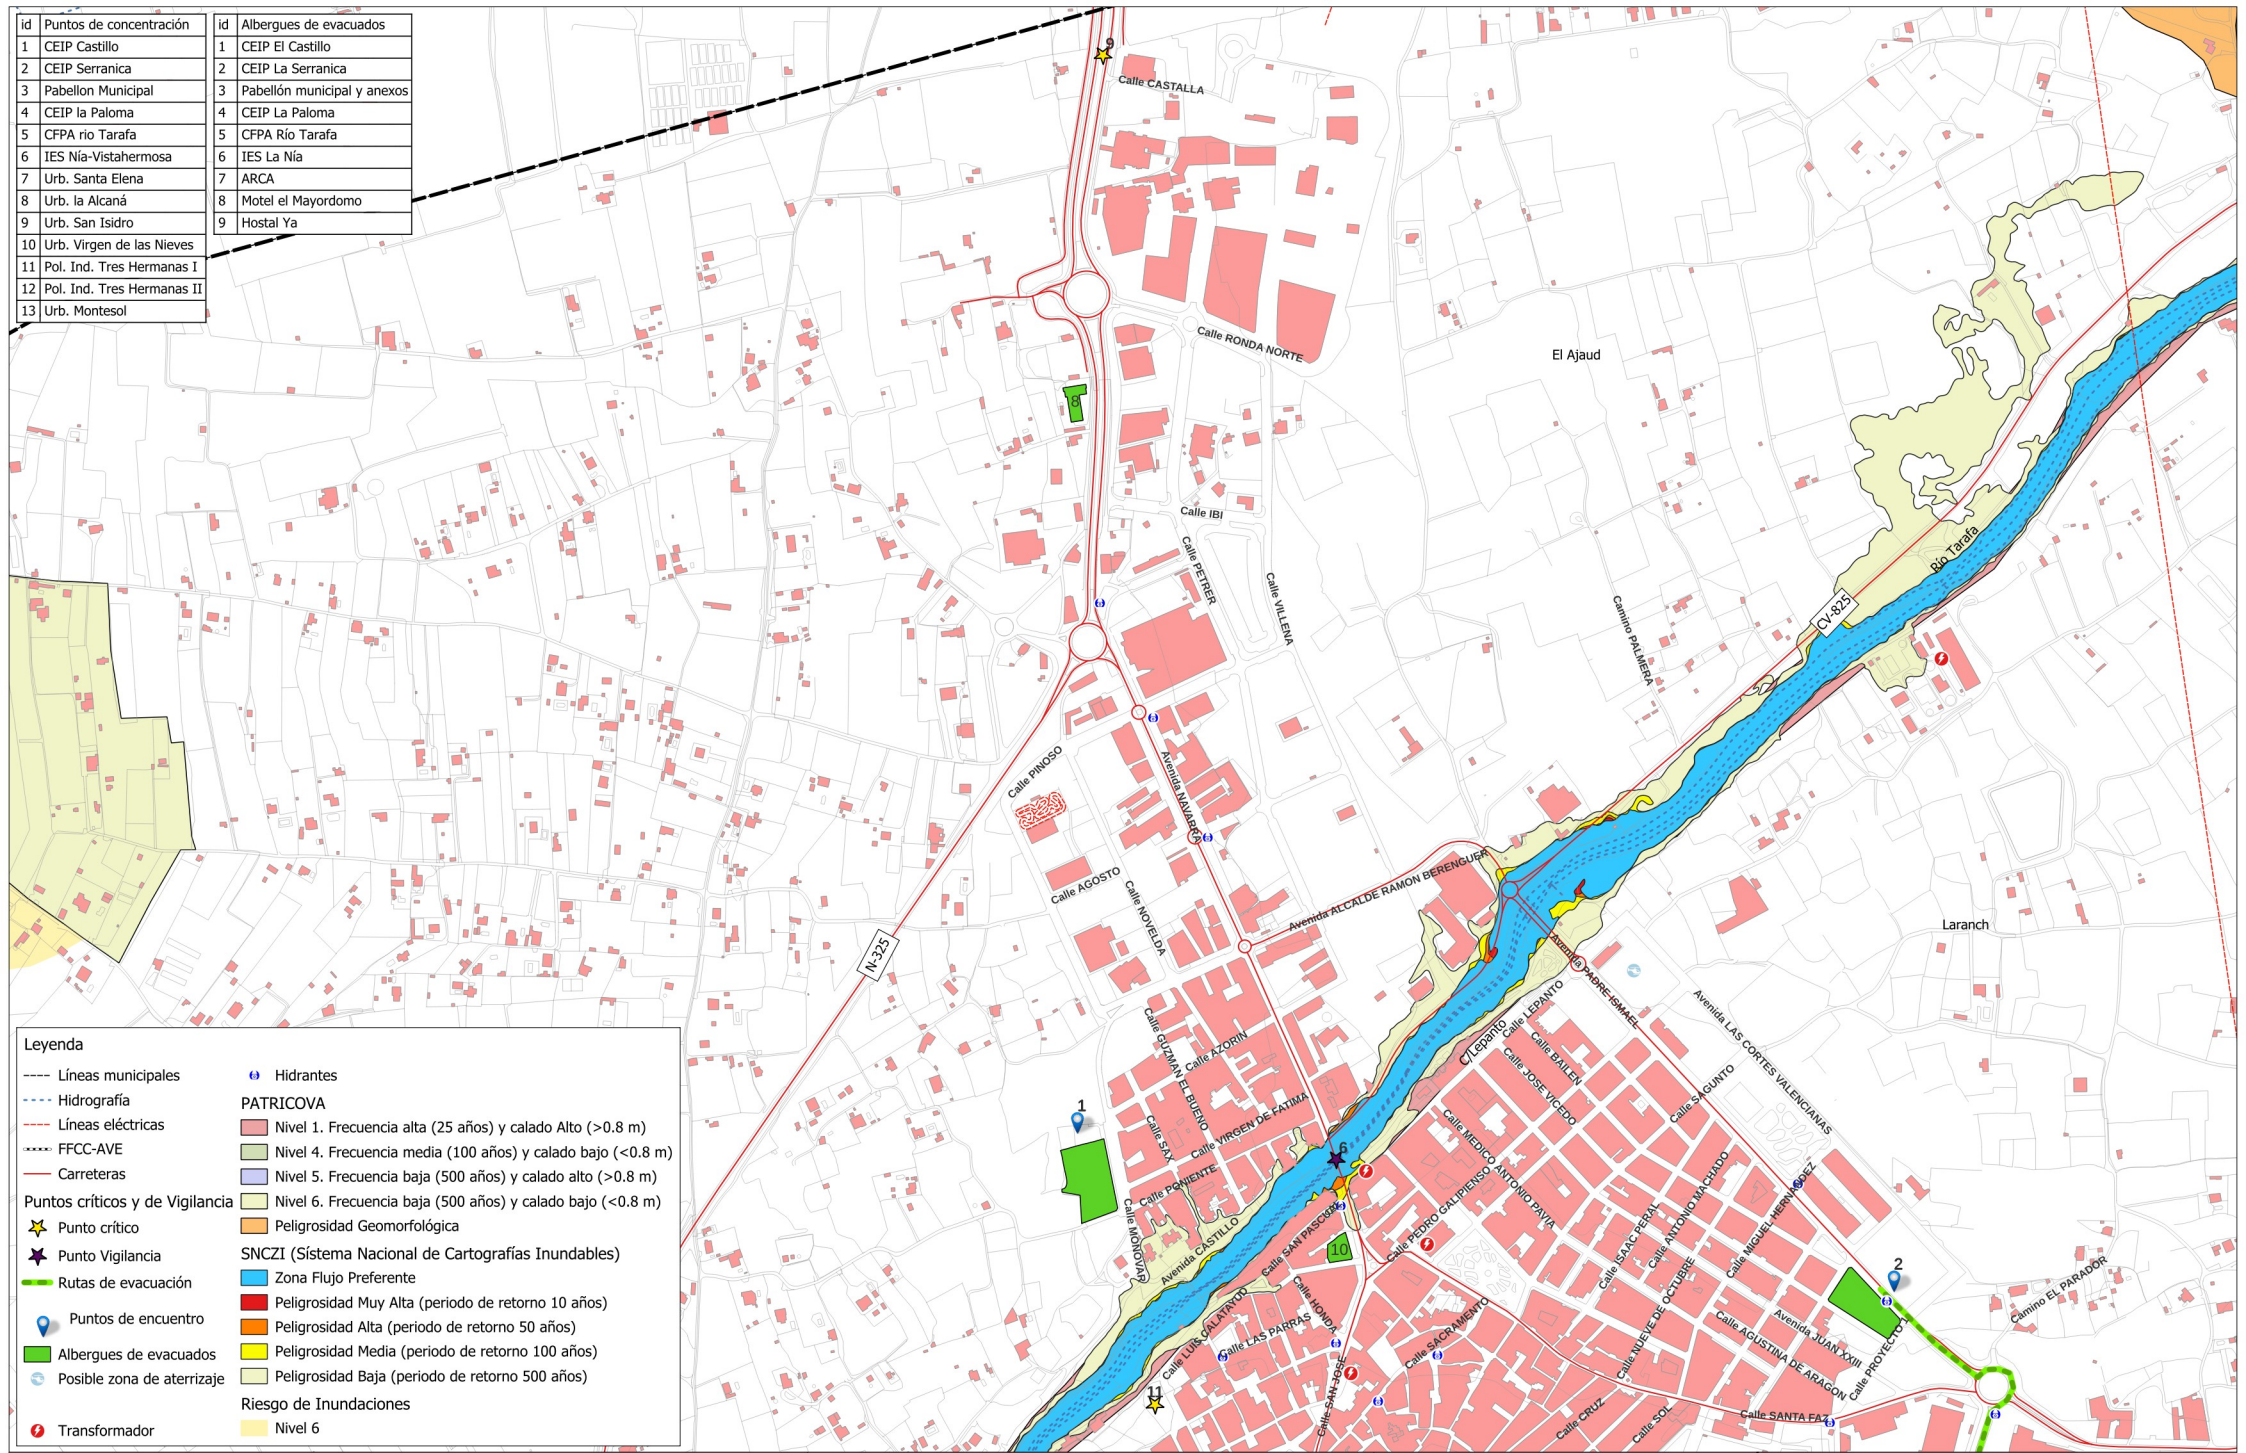 id Puntos de concentración
1 CEIP Castillo
2 CEIP Serranica
3 Pabellon Municipal
4 CEIP la Paloma
5 CFPA rio Tarafa
6 IES Nía-Vistahermosa
7 Urb. Santa Elena
8 Urb. la Alcaná
9 Urb. San Isidro
10 Urb. Virgen de las Nieves
11 Pol. Ind. Tres Hermanas I
12 Pol. Ind. Tres Hermanas II
13 Urb. Montesol
id Albergues de evacuados
1 CEIP El Castillo
2 CEIP La Serranica
3 Pabellón municipal y anexos
4 CEIP La Paloma
5 CFPA Río Tarafa
6 IES La Nía
7 ARCA
8 Motel el Mayordomo
9 Hostal Ya
9
Calle CASTALLA
Calle RONDA NORTE
El Ajaud
8
Calle IBI
Calle PETRER
Calle VILLENA
Río Tarafa
CV-825
Camino PALMERA
Calle PINOSO
Avenida NAVARRA
Calle AGOSTO
Calle NOVELDA
Avenida ALCALDE RAMON BERENGUER
N-325
Laranch
Avenida PADRE ISMAEL
Avenida LAS CORTES VALENCIANAS
Calle LEPANTO
C/Lepanto
Calle BAILEN
Calle JOSE VICEDO
Calle GUZMAN EL BUENO
Calle AZORIN
Calle SAGUNTO
1
Calle VIRGEN DE FATIMA
Calle SAX
Calle PONIENTE
6
Calle MEDICO ANTONIO PAVIA
Calle PEDRO GALIPIENSO
Calle ISAAC PERAL
Calle ANTONIO MACHADO
Calle MIGUEL HERNANDEZ
Calle MONOVAR
Avenida CASTILLO
Calle SAN PASCUAL
10
Calle HONDA
Calle NUEVE DE OCTUBRE
2
Camino EL PARADOR
Calle LUIS CALATAYUD
Calle LAS PARRAS
Calle SACRAMENTO
Avenida JUAN XXIII
Calle AGUSTINA DE ARAGON
Calle PROYECTO 1
11
Calle SAN JOSE
Calle CRUZ
Calle SOL
Calle SANTA FAZ
Leyenda
Líneas municipales
Hidrografía
Líneas eléctricas
FFCC-AVE
Carreteras
Puntos críticos y de Vigilancia
Punto crítico
Punto Vigilancia
Rutas de evacuación
Puntos de encuentro
Albergues de evacuados
Posible zona de aterrizaje
Transformador
Hidrantes
PATRICOVA
Nivel 1. Frecuencia alta (25 años) y calado Alto (>0.8 m)
Nivel 4. Frecuencia media (100 años) y calado bajo (<0.8 m)
Nivel 5. Frecuencia baja (500 años) y calado alto (>0.8 m)
Nivel 6. Frecuencia baja (500 años) y calado bajo (<0.8 m)
Peligrosidad Geomorfológica
SNCZI (Sístema Nacional de Cartografías Inundables)
Zona Flujo Preferente
Peligrosidad Muy Alta (periodo de retorno 10 años)
Peligrosidad Alta (periodo de retorno 50 años)
Peligrosidad Media (periodo de retorno 100 años)
Peligrosidad Baja (periodo de retorno 500 años)
Riesgo de Inundaciones
Nivel 6